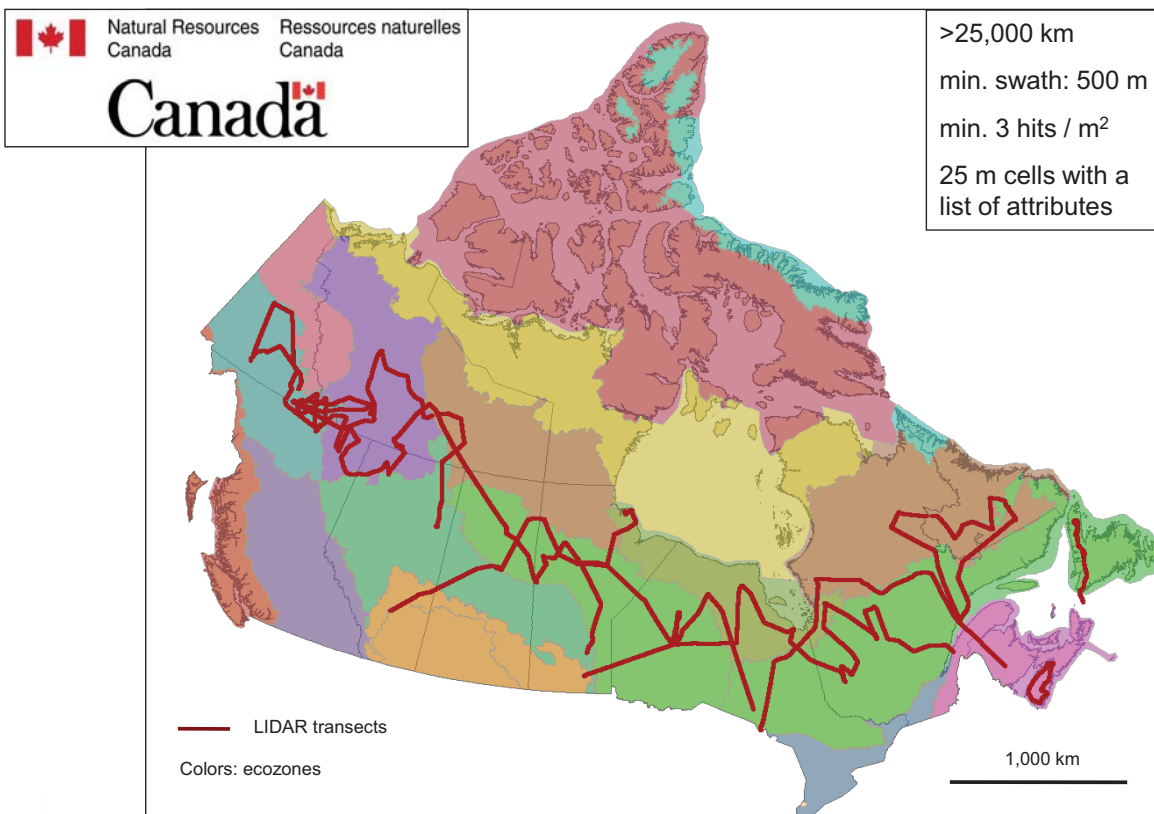 Natural Resources Ressources naturelles
Canada Canada
Canada
>25,000 km
min. swath: 500 m
min. 3 hits / m²
25 m cells with a
list of attributes
LIDAR transects
Colors: ecozones
1,000 km